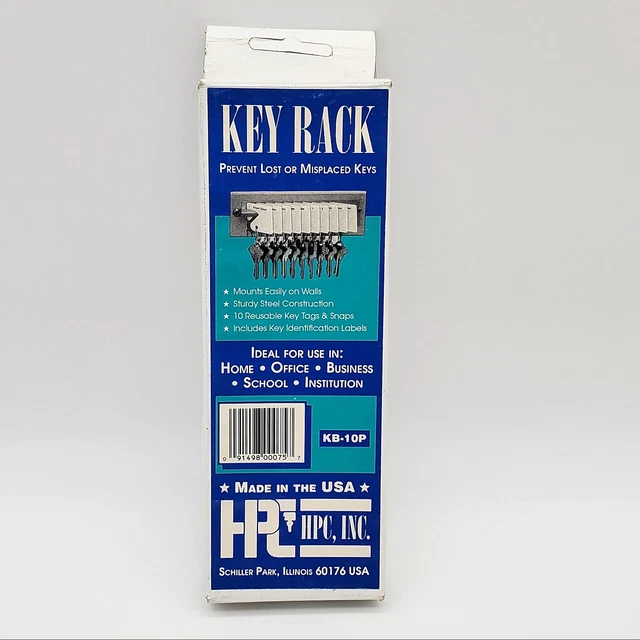 KEY RACK
PREVENT LOST OR MISPLACED KEYS
★ Mounts Easily on Walls
★ Sturdy Steel Construction
★ 10 Reusable Key Tags & Snaps
★ Includes Key Identification Labels
IDEAL FOR USE IN:
HOME • OFFICE • BUSINESS
• SCHOOL • INSTITUTION
KB-10P
0 91498 00075 7
★ MADE IN THE USA ★
HPC HPC, INC.
SCHILLER PARK, ILLINOIS 60176 USA